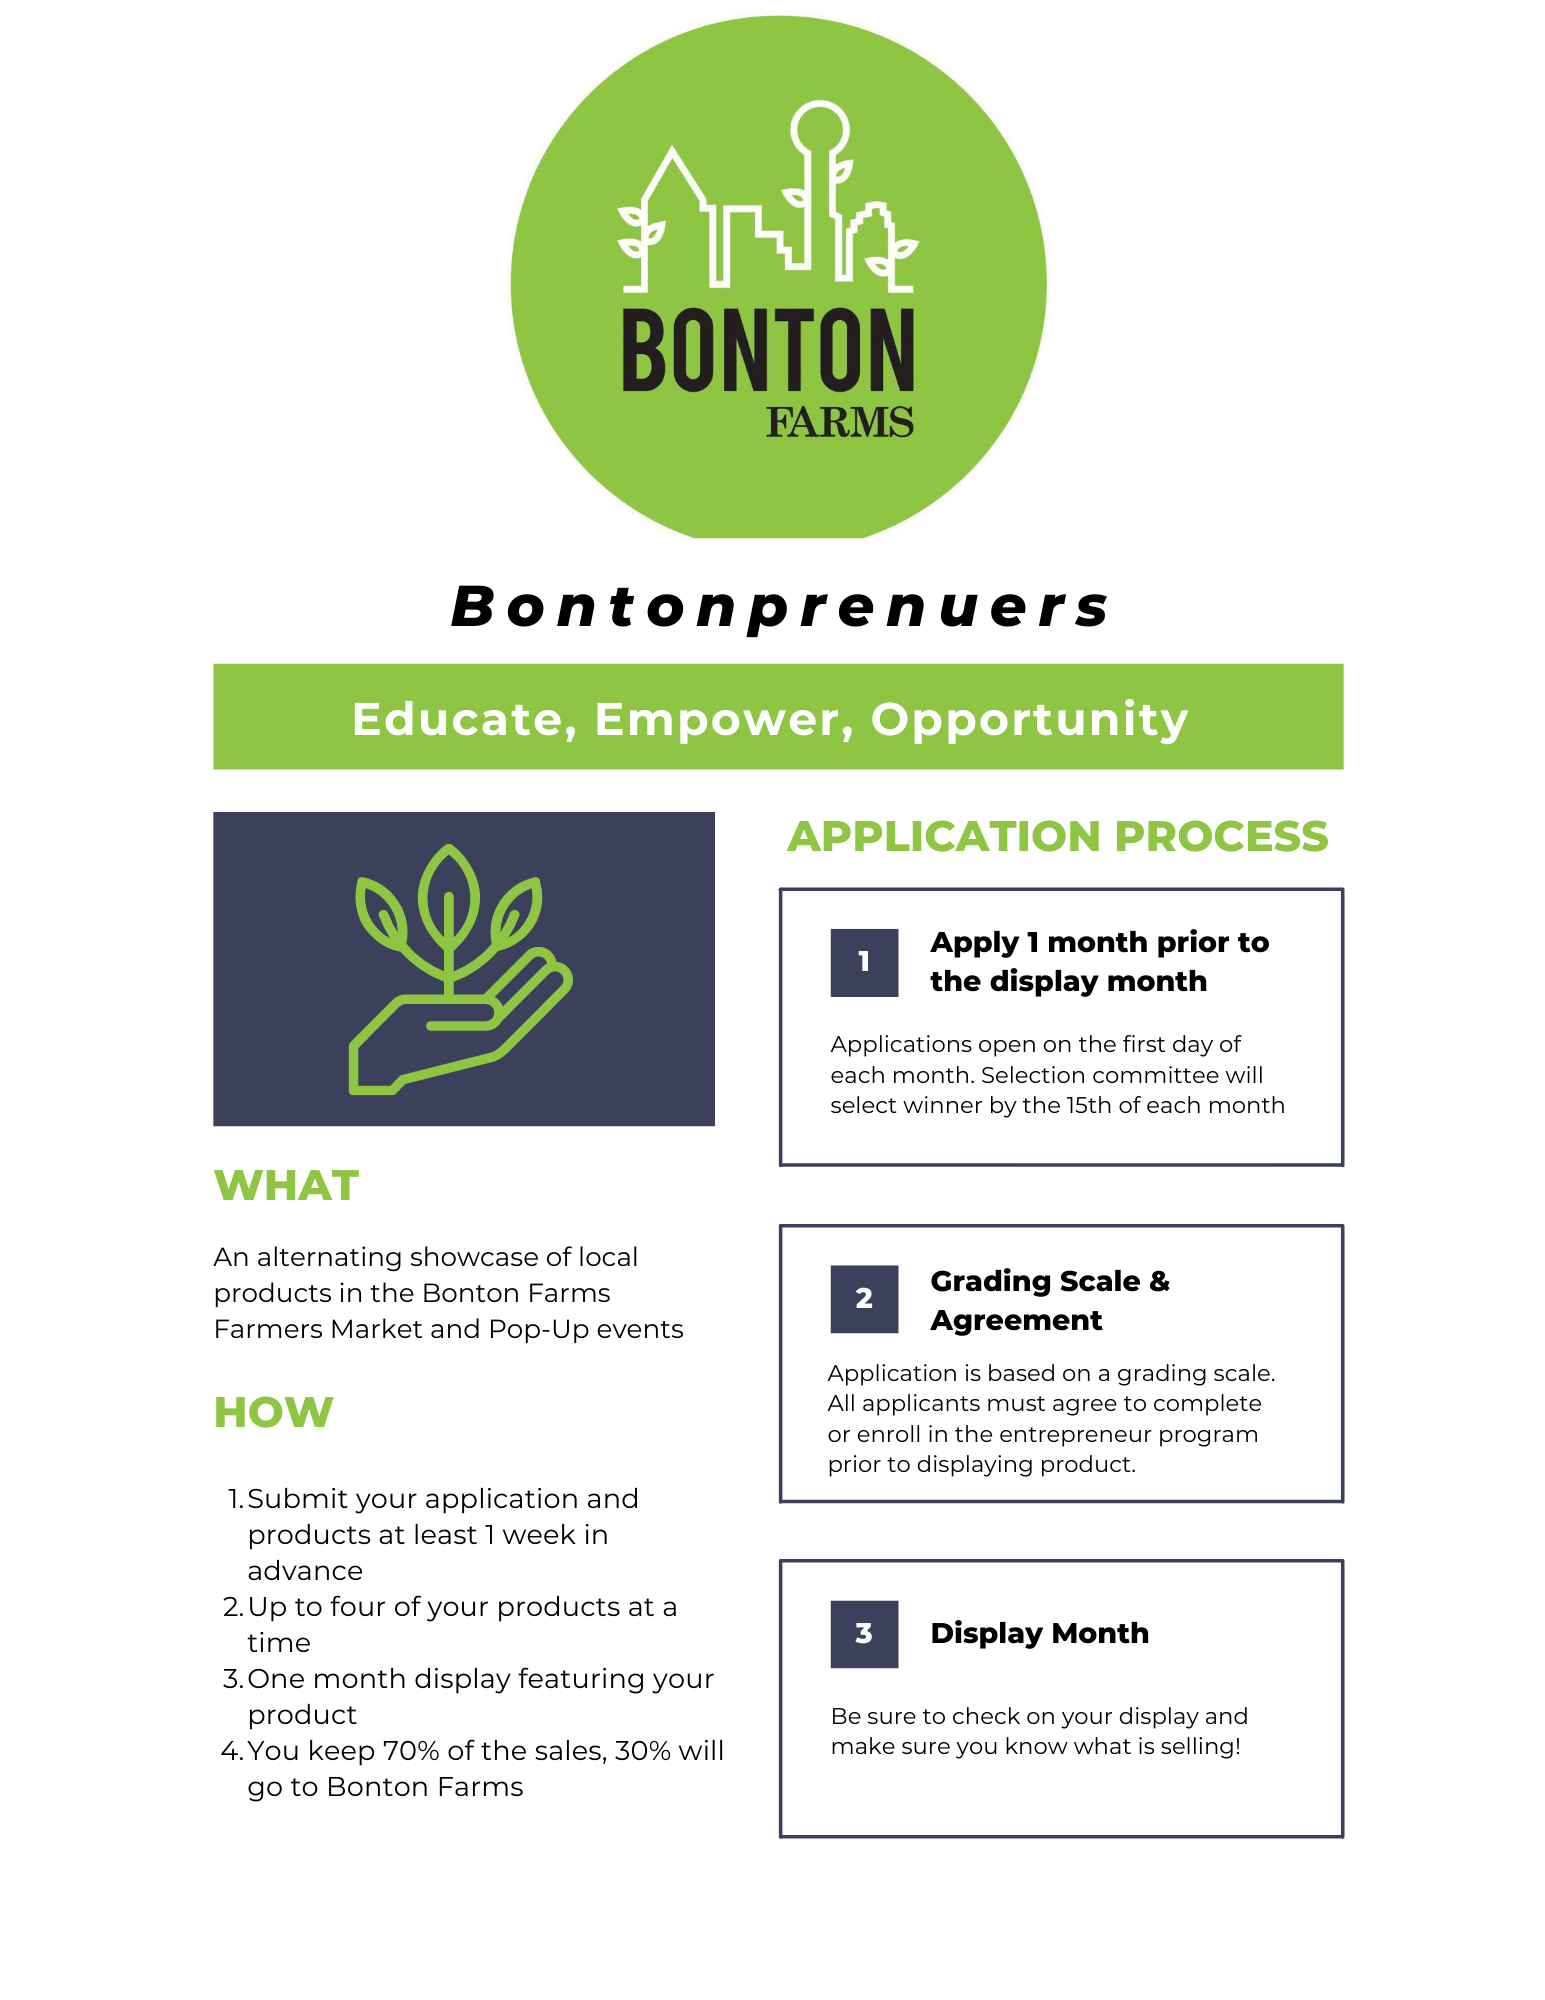 BONTON
FARMS
Bontonprenuers
Educate, Empower, Opportunity
WHAT
An alternating showcase of local
products in the Bonton Farms
Farmers Market and Pop-Up events
HOW
1. Submit your application and
products at least 1 week in
advance
2. Up to four of your products at a
time
3. One month display featuring your
product
4. You keep 70% of the sales, 30% will
go to Bonton Farms
APPLICATION PROCESS
1
Apply 1 month prior to
the display month
Applications open on the first day of
each month. Selection committee will
select winner by the 15th of each month
2
Grading Scale &
Agreement
Application is based on a grading scale.
All applicants must agree to complete
or enroll in the entrepreneur program
prior to displaying product.
3
Display Month
Be sure to check on your display and
make sure you know what is selling!